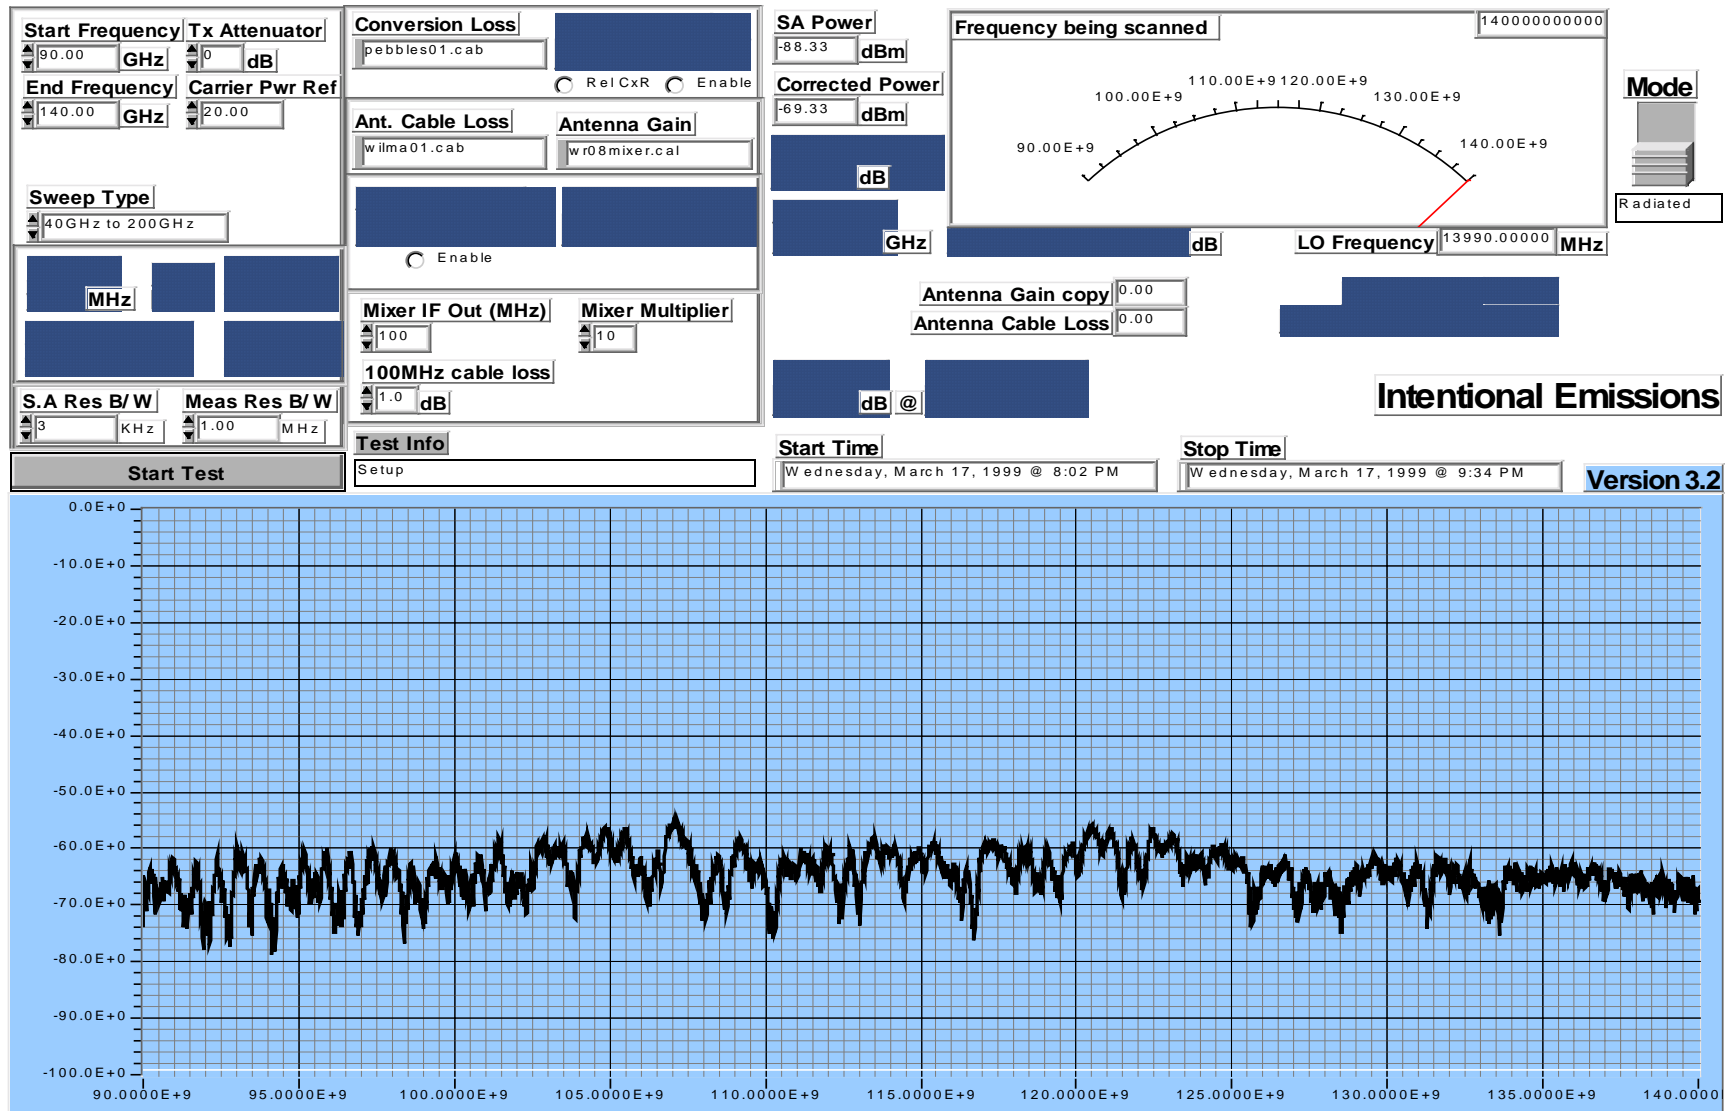 Start Frequency
90.00 GHz
Tx Attenuator
0 dB
End Frequency
140.00 GHz
Carrier Pwr Ref
20.00
Sweep Type
40GHz to 200GHz
MHz
S.A Res B/W
3 KHz
Meas Res B/W
1.00 MHz
Start Test
Conversion Loss
pebbles01.cab
Rel CxR
Enable
Ant. Cable Loss
wilma01.cab
Antenna Gain
wr08mixer.cal
Enable
Mixer IF Out (MHz)
100
Mixer Multiplier
10
100MHz cable loss
1.0 dB
Test Info
Setup
SA Power
-88.33 dBm
Corrected Power
-69.33 dBm
dB
GHz
dB
Frequency being scanned
140000000000
90.00E+9
100.00E+9
110.00E+9
120.00E+9
130.00E+9
140.00E+9
Mode
Radiated
LO Frequency 13990.00000 MHz
Antenna Gain copy 0.00
Antenna Cable Loss 0.00
dB @
Intentional Emissions
Start Time
Wednesday, March 17, 1999 @ 8:02 PM
Stop Time
Wednesday, March 17, 1999 @ 9:34 PM
Version 3.2
0.0E+0
-10.0E+0
-20.0E+0
-30.0E+0
-40.0E+0
-50.0E+0
-60.0E+0
-70.0E+0
-80.0E+0
-90.0E+0
-100.0E+0
90.0000E+9
95.0000E+9
100.0000E+9
105.0000E+9
110.0000E+9
115.0000E+9
120.0000E+9
125.0000E+9
130.0000E+9
135.0000E+9
140.0000